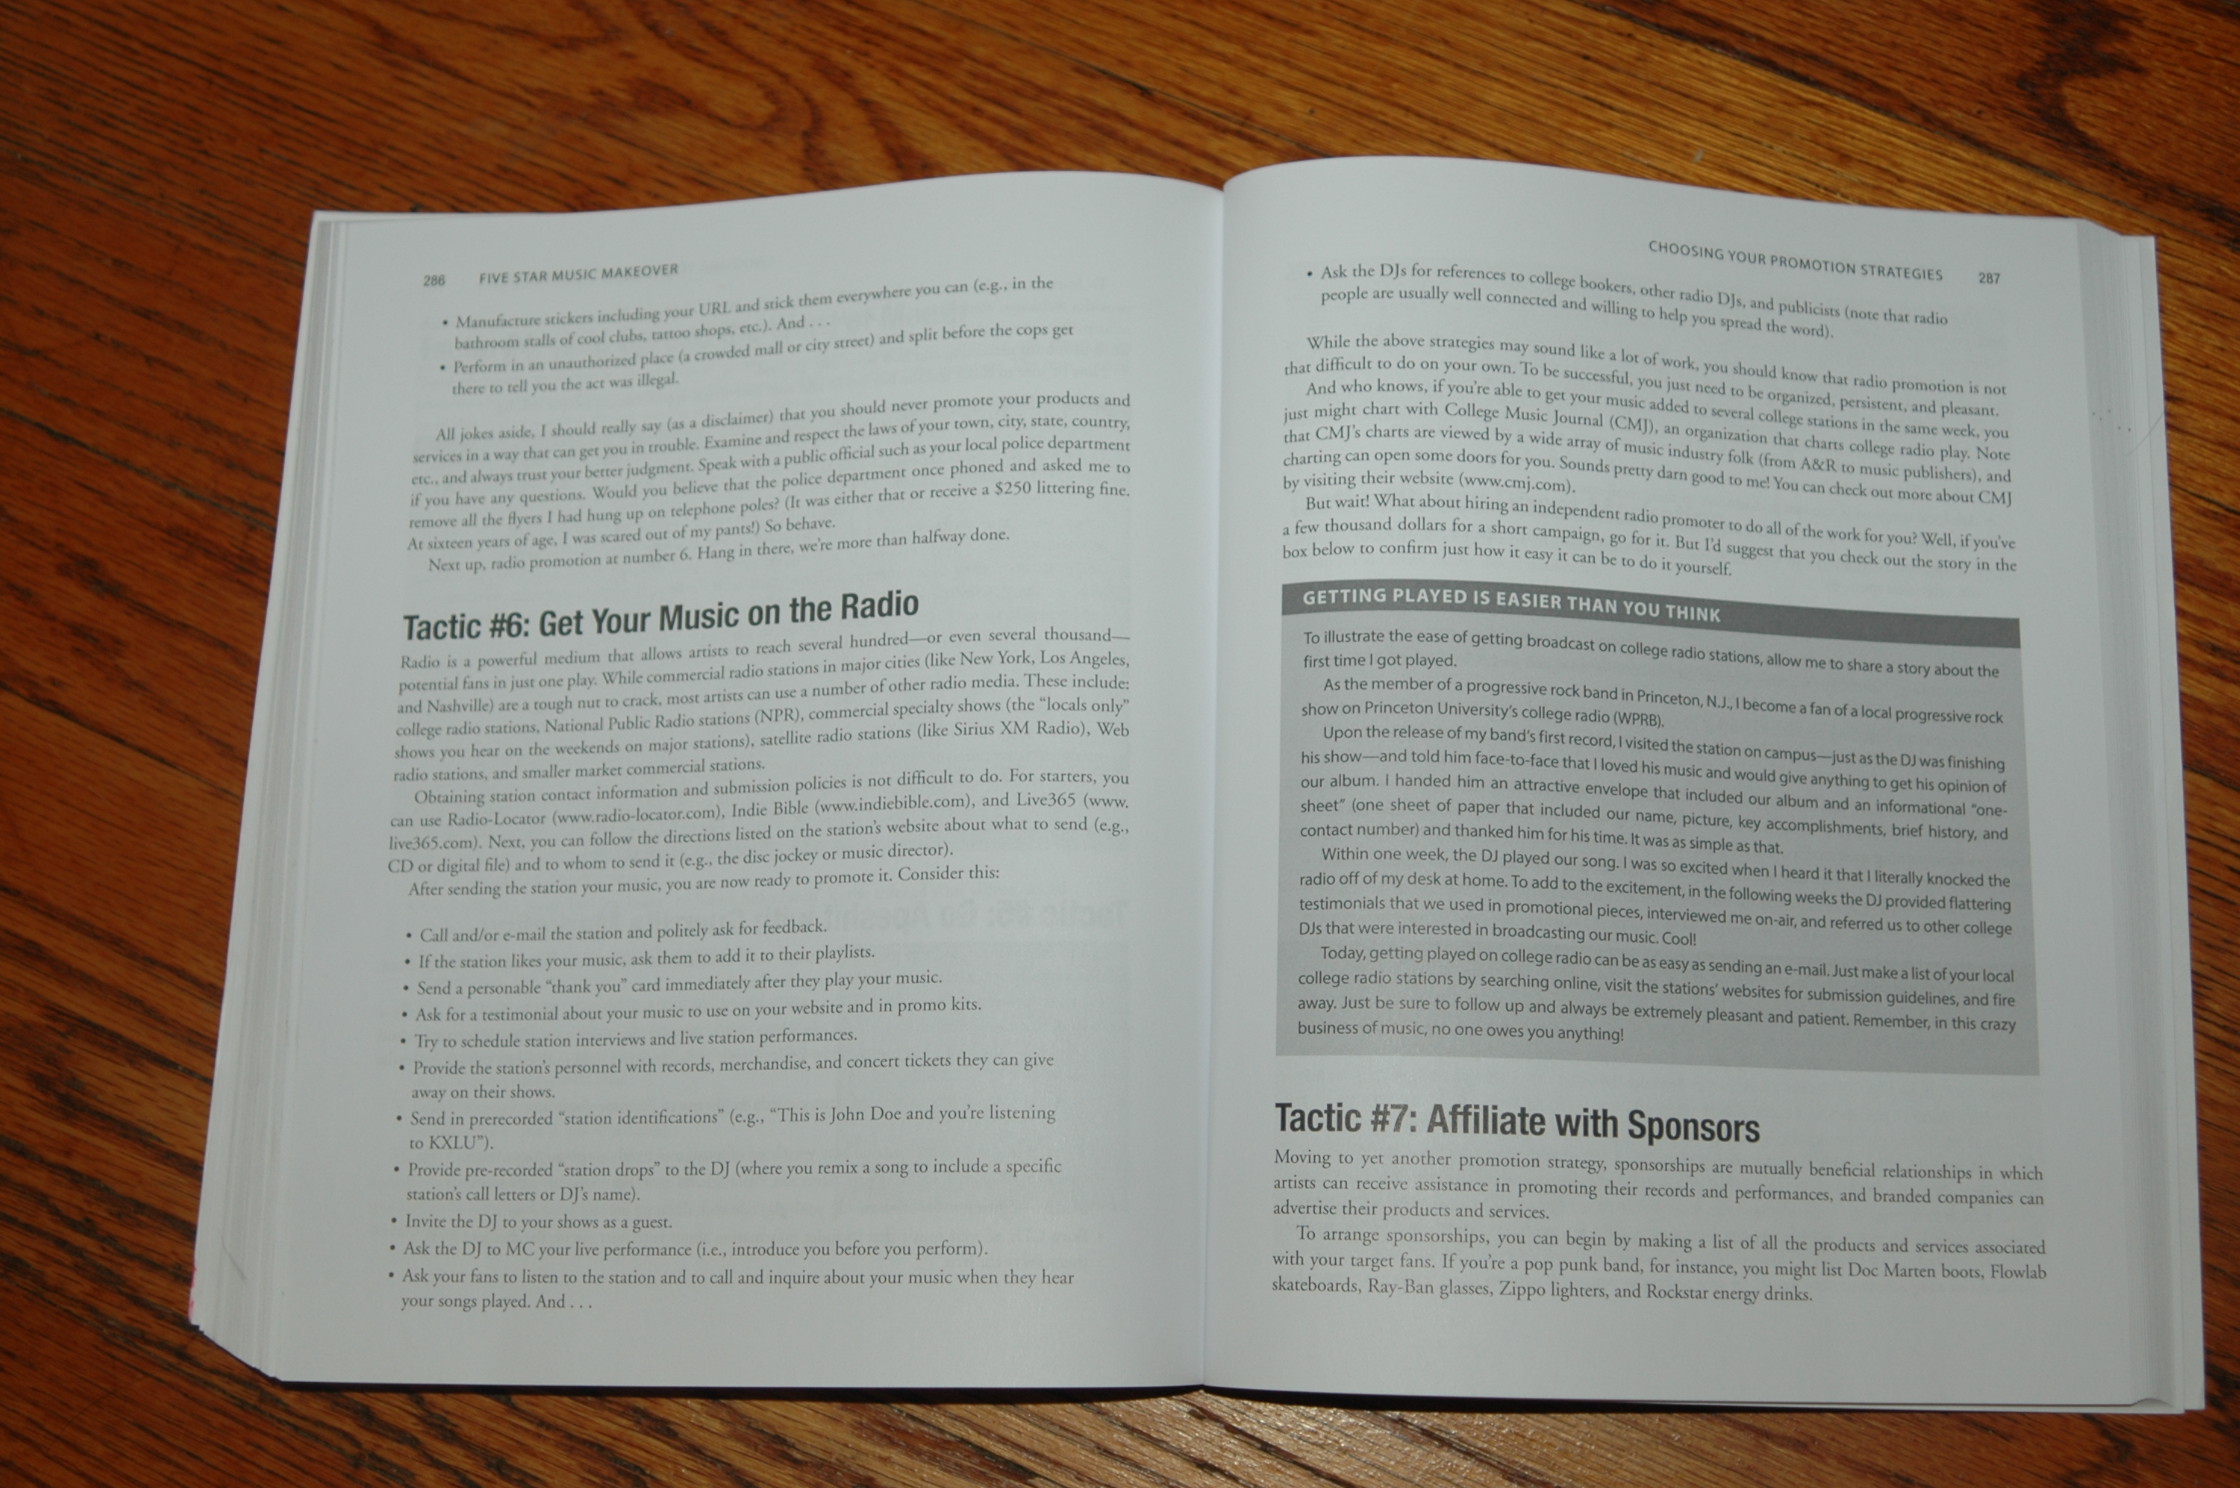 286 FIVE STAR MUSIC MAKEOVER
• Manufacture stickers including your URL and stick them everywhere you can (e.g., in the
bathroom stalls of cool clubs, tattoo shops, etc.). And . . .
• Perform in an unauthorized place (a crowded mall or city street) and split before the cops get
there to tell you the act was illegal.
All jokes aside, I should really say (as a disclaimer) that you should never promote your products and
services in a way that can get you in trouble. Examine and respect the laws of your town, city, state, country,
etc., and always trust your better judgment. Speak with a public official such as your local police department
if you have any questions. Would you believe that the police department once phoned and asked me to
remove all the flyers I had hung up on telephone poles? (It was either that or receive a $250 littering fine.
At sixteen years of age, I was scared out of my pants!) So behave.
Next up, radio promotion at number 6. Hang in there, we're more than halfway done.
Tactic #6: Get Your Music on the Radio
Radio is a powerful medium that allows artists to reach several hundred—or even several thousand—
potential fans in just one play. While commercial radio stations in major cities (like New York, Los Angeles,
and Nashville) are a tough nut to crack, most artists can use a number of other radio media. These include:
college radio stations, National Public Radio stations (NPR), commercial specialty shows (the “locals only”
shows you hear on the weekends on major stations), satellite radio stations (like Sirius XM Radio), Web
radio stations, and smaller market commercial stations.
Obtaining station contact information and submission policies is not difficult to do. For starters, you
can use Radio-Locator (www.radio-locator.com), Indie Bible (www.indiebible.com), and Live365 (www.
live365.com). Next, you can follow the directions listed on the station's website about what to send (e.g.,
CD or digital file) and to whom to send it (e.g., the disc jockey or music director).
After sending the station your music, you are now ready to promote it. Consider this:
• Call and/or e-mail the station and politely ask for feedback.
• If the station likes your music, ask them to add it to their playlists.
• Send a personable “thank you” card immediately after they play your music.
• Ask for a testimonial about your music to use on your website and in promo kits.
• Try to schedule station interviews and live station performances.
• Provide the station's personnel with records, merchandise, and concert tickets they can give
away on their shows.
• Send in prerecorded “station identifications” (e.g., “This is John Doe and you're listening
to KXLU”).
• Provide pre-recorded “station drops” to the DJ (where you remix a song to include a specific
station's call letters or DJ's name).
• Invite the DJ to your shows as a guest.
• Ask the DJ to MC your live performance (i.e., introduce you before you perform).
• Ask your fans to listen to the station and to call and inquire about your music when they hear
your songs played. And . . .
CHOOSING YOUR PROMOTION STRATEGIES 287
• Ask the DJs for references to college bookers, other radio DJs, and publicists (note that radio
people are usually well connected and willing to help you spread the word).
While the above strategies may sound like a lot of work, you should know that radio promotion is not
that difficult to do on your own. To be successful, you just need to be organized, persistent, and pleasant.
And who knows, if you're able to get your music added to several college stations in the same week, you
just might chart with College Music Journal (CMJ), an organization that charts college radio play. Note
that CMJ's charts are viewed by a wide array of music industry folk (from A&R to music publishers), and
charting can open some doors for you. Sounds pretty darn good to me! You can check out more about CMJ
by visiting their website (www.cmj.com).
But wait! What about hiring an independent radio promoter to do all of the work for you? Well, if you've
a few thousand dollars for a short campaign, go for it. But I'd suggest that you check out the story in the
box below to confirm just how it easy it can be to do it yourself.
GETTING PLAYED IS EASIER THAN YOU THINK
To illustrate the ease of getting broadcast on college radio stations, allow me to share a story about the
first time I got played.
As the member of a progressive rock band in Princeton, N.J., I become a fan of a local progressive rock
show on Princeton University's college radio (WPRB).
Upon the release of my band's first record, I visited the station on campus—just as the DJ was finishing
his show—and told him face-to-face that I loved his music and would give anything to get his opinion of
our album. I handed him an attractive envelope that included our album and an informational “one-
sheet” (one sheet of paper that included our name, picture, key accomplishments, brief history, and
contact number) and thanked him for his time. It was as simple as that.
Within one week, the DJ played our song. I was so excited when I heard it that I literally knocked the
radio off of my desk at home. To add to the excitement, in the following weeks the DJ provided flattering
testimonials that we used in promotional pieces, interviewed me on-air, and referred us to other college
DJs that were interested in broadcasting our music. Cool!
Today, getting played on college radio can be as easy as sending an e-mail. Just make a list of your local
college radio stations by searching online, visit the stations' websites for submission guidelines, and fire
away. Just be sure to follow up and always be extremely pleasant and patient. Remember, in this crazy
business of music, no one owes you anything!
Tactic #7: Affiliate with Sponsors
Moving to yet another promotion strategy, sponsorships are mutually beneficial relationships in which
artists can receive assistance in promoting their records and performances, and branded companies can
advertise their products and services.
To arrange sponsorships, you can begin by making a list of all the products and services associated
with your target fans. If you're a pop punk band, for instance, you might list Doc Marten boots, Flowlab
skateboards, Ray-Ban glasses, Zippo lighters, and Rockstar energy drinks.